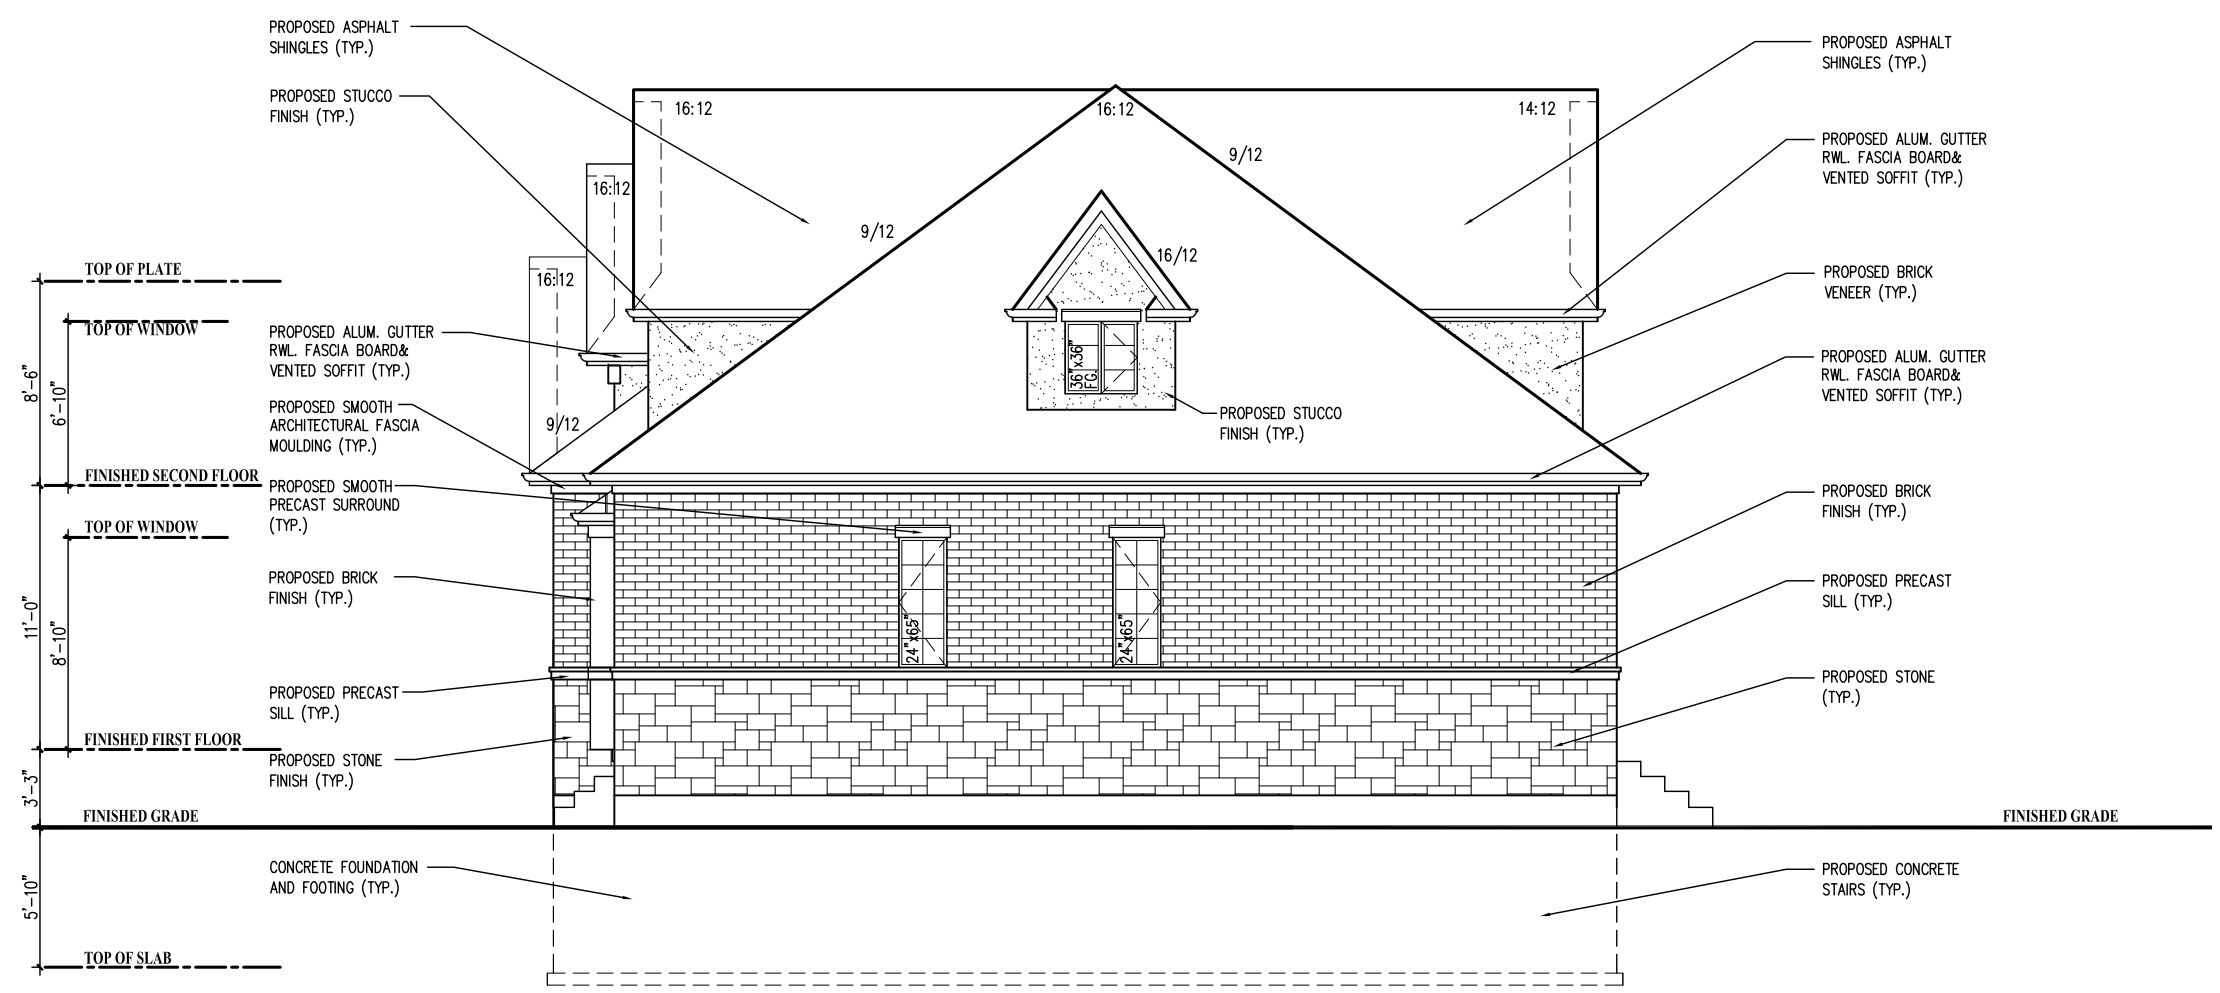 PROPOSED ASPHALT
SHINGLES (TYP.)
PROPOSED STUCCO
FINISH (TYP.)
PROPOSED ASPHALT
SHINGLES (TYP.)
PROPOSED ALUM. GUTTER
RWL. FASCIA BOARD&
VENTED SOFFIT (TYP.)
16:12
16:12
14:12
9/12
16:12
9/12
16/12
TOP OF PLATE
16:12
PROPOSED BRICK
VENEER (TYP.)
TOP OF WINDOW
PROPOSED ALUM. GUTTER
RWL. FASCIA BOARD&
VENTED SOFFIT (TYP.)
36"x36"
FG.
PROPOSED ALUM. GUTTER
RWL. FASCIA BOARD&
VENTED SOFFIT (TYP.)
8'-6"
6'-10"
PROPOSED SMOOTH
ARCHITECTURAL FASCIA
MOULDING (TYP.)
9/12
PROPOSED STUCCO
FINISH (TYP.)
FINISHED SECOND FLOOR
PROPOSED SMOOTH
PRECAST SURROUND
(TYP.)
PROPOSED BRICK
FINISH (TYP.)
TOP OF WINDOW
PROPOSED BRICK
FINISH (TYP.)
PROPOSED PRECAST
SILL (TYP.)
11'-0"
8'-10"
24"x65"
24"x65"
PROPOSED PRECAST
SILL (TYP.)
PROPOSED STONE
(TYP.)
FINISHED FIRST FLOOR
PROPOSED STONE
FINISH (TYP.)
3'-3"
FINISHED GRADE
FINISHED GRADE
CONCRETE FOUNDATION
AND FOOTING (TYP.)
PROPOSED CONCRETE
STAIRS (TYP.)
5'-10"
TOP OF SLAB